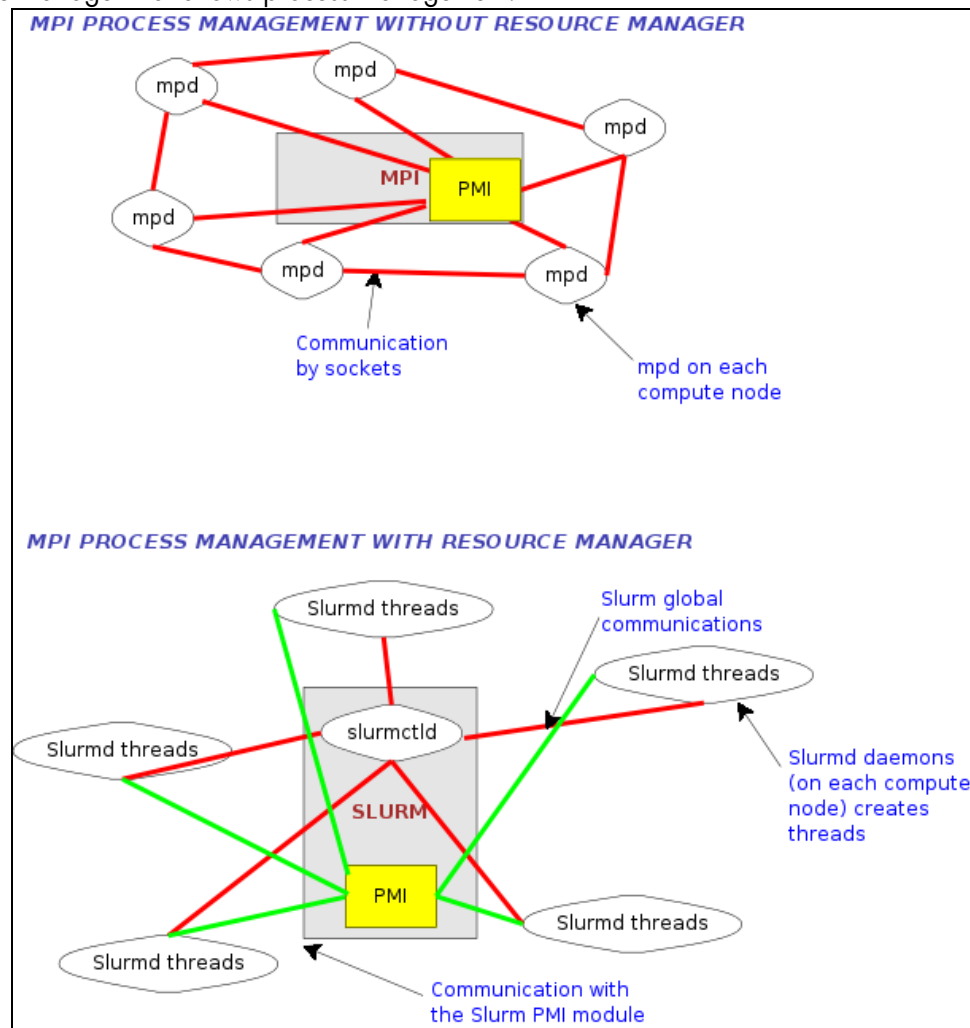 MPI PROCESS MANAGEMENT WITHOUT RESOURCE MANAGER
mpd
mpd
mpd
MPI
PMI
mpd
mpd
mpd
Communication
by sockets
mpd on each
compute node
MPI PROCESS MANAGEMENT WITH RESOURCE MANAGER
Slurmd threads
Slurm global
communications
Slurmd threads
slurmctld
Slurmd threads
Slurmd daemons
(on each compute
node) creates
threads
SLURM
PMI
Slurmd threads
Slurmd threads
Communication with
the Slurm PMI module